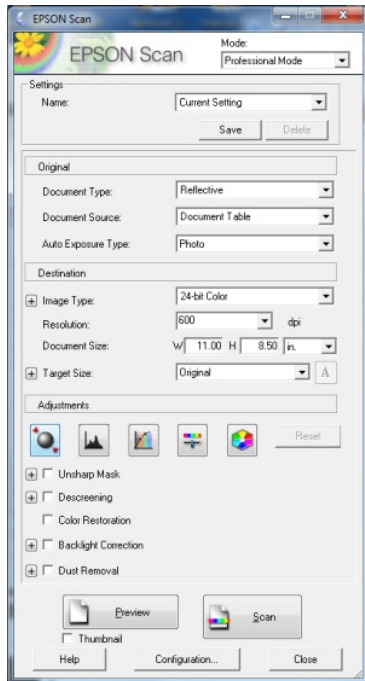 EPSON Scan
EPSON Scan
Mode:
Professional Mode
Settings
Name:
Current Setting
Save
Delete
Original
Document Type:
Reflective
Document Source:
Document Table
Auto Exposure Type:
Photo
Destination
Image Type:
24-bit Color
Resolution:
600
dpi
Document Size:
W 11.00 H 8.50 in.
Target Size:
Original
A
Adjustments
Reset
Unsharp Mask
Descreening
Color Restoration
Backlight Correction
Dust Removal
Preview
Scan
Thumbnail
Help
Configuration...
Close